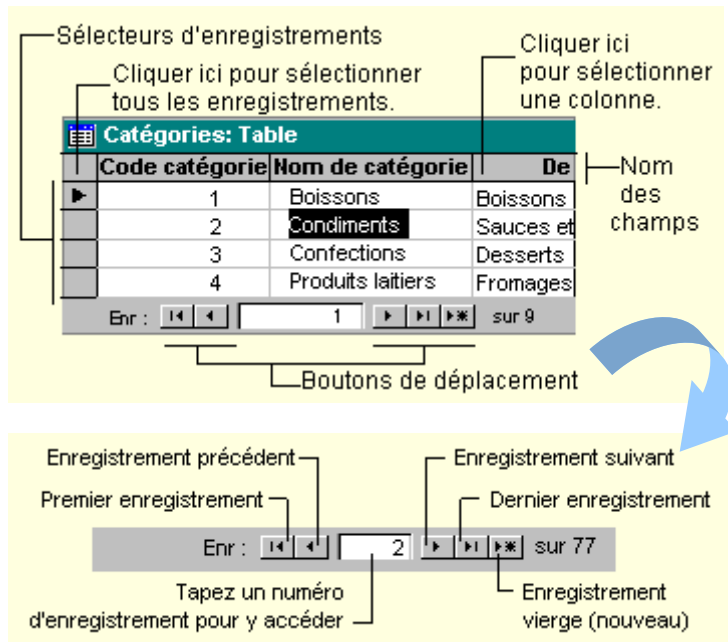 Sélecteurs d'enregistrements
Cliquer ici pour sélectionner
tous les enregistrements.
Cliquer ici
pour sélectionner
une colonne.
Catégories: Table
Code catégorie Nom de catégorie De
1 Boissons Boissons
2 Condiments Sauces et
3 Confections Desserts
4 Produits laitiers Fromages
Nom
des
champs
Enr : 1 sur 9
Boutons de déplacement
Enregistrement précédent
Enregistrement suivant
Premier enregistrement
Dernier enregistrement
Enr : 2 sur 77
Tapez un numéro
d'enregistrement pour y accéder
Enregistrement
vierge (nouveau)